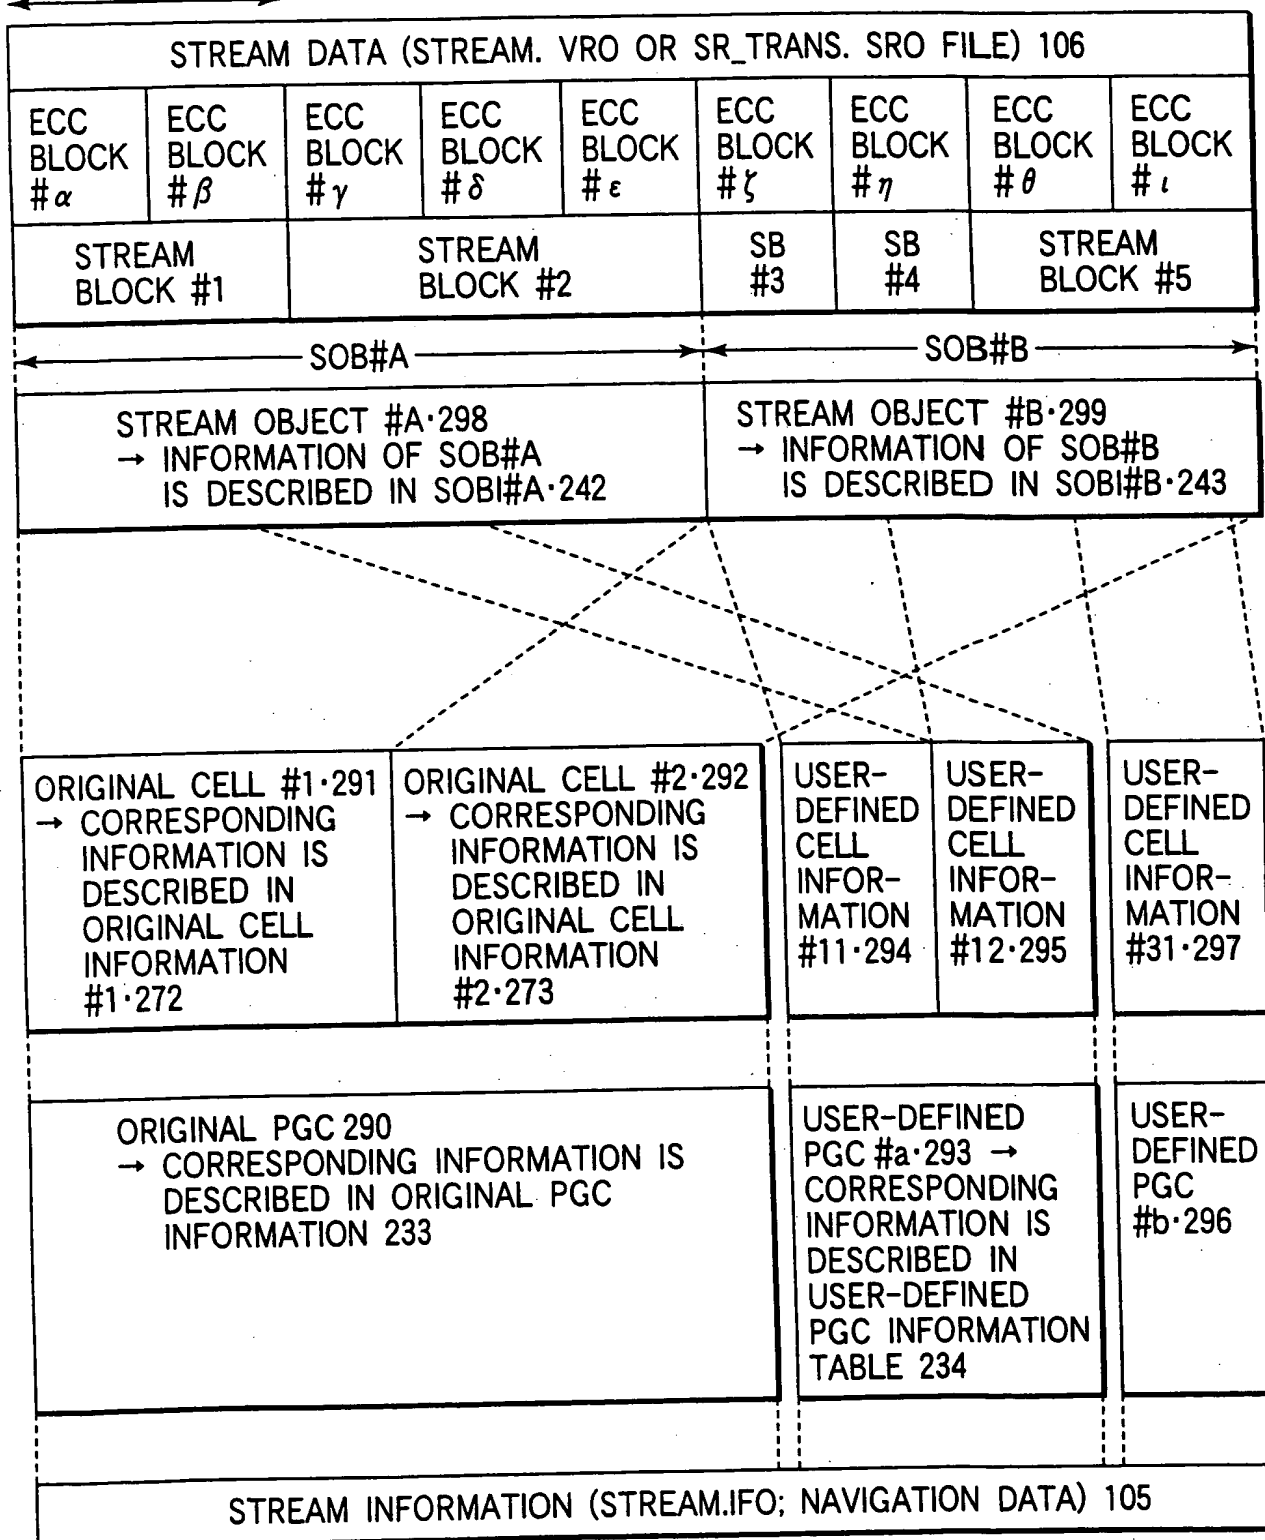 STREAM DATA (STREAM. VRO OR SR_TRANS. SRO FILE) 106
ECC
BLOCK
#α
ECC
BLOCK
#β
ECC
BLOCK
#γ
ECC
BLOCK
#δ
ECC
BLOCK
#ε
ECC
BLOCK
#ζ
ECC
BLOCK
#η
ECC
BLOCK
#θ
ECC
BLOCK
#ι
STREAM
BLOCK #1
STREAM
BLOCK #2
SB
#3
SB
#4
STREAM
BLOCK #5
SOB#A
SOB#B
STREAM OBJECT #A·298
→ INFORMATION OF SOB#A
IS DESCRIBED IN SOBI#A·242
STREAM OBJECT #B·299
→ INFORMATION OF SOB#B
IS DESCRIBED IN SOBI#B·243
ORIGINAL CELL #1·291
→ CORRESPONDING
INFORMATION IS
DESCRIBED IN
ORIGINAL CELL
INFORMATION
#1·272
ORIGINAL CELL #2·292
→ CORRESPONDING
INFORMATION IS
DESCRIBED IN
ORIGINAL CELL
INFORMATION
#2·273
USER-
DEFINED
CELL
INFOR-
MATION
#11·294
USER-
DEFINED
CELL
INFOR-
MATION
#12·295
USER-
DEFINED
CELL
INFOR-
MATION
#31·297
ORIGINAL PGC 290
→ CORRESPONDING INFORMATION IS
DESCRIBED IN ORIGINAL PGC
INFORMATION 233
USER-DEFINED
PGC #a·293 →
CORRESPONDING
INFORMATION IS
DESCRIBED IN
USER-DEFINED
PGC INFORMATION
TABLE 234
USER-
DEFINED
PGC
#b·296
STREAM INFORMATION (STREAM.IFO; NAVIGATION DATA) 105